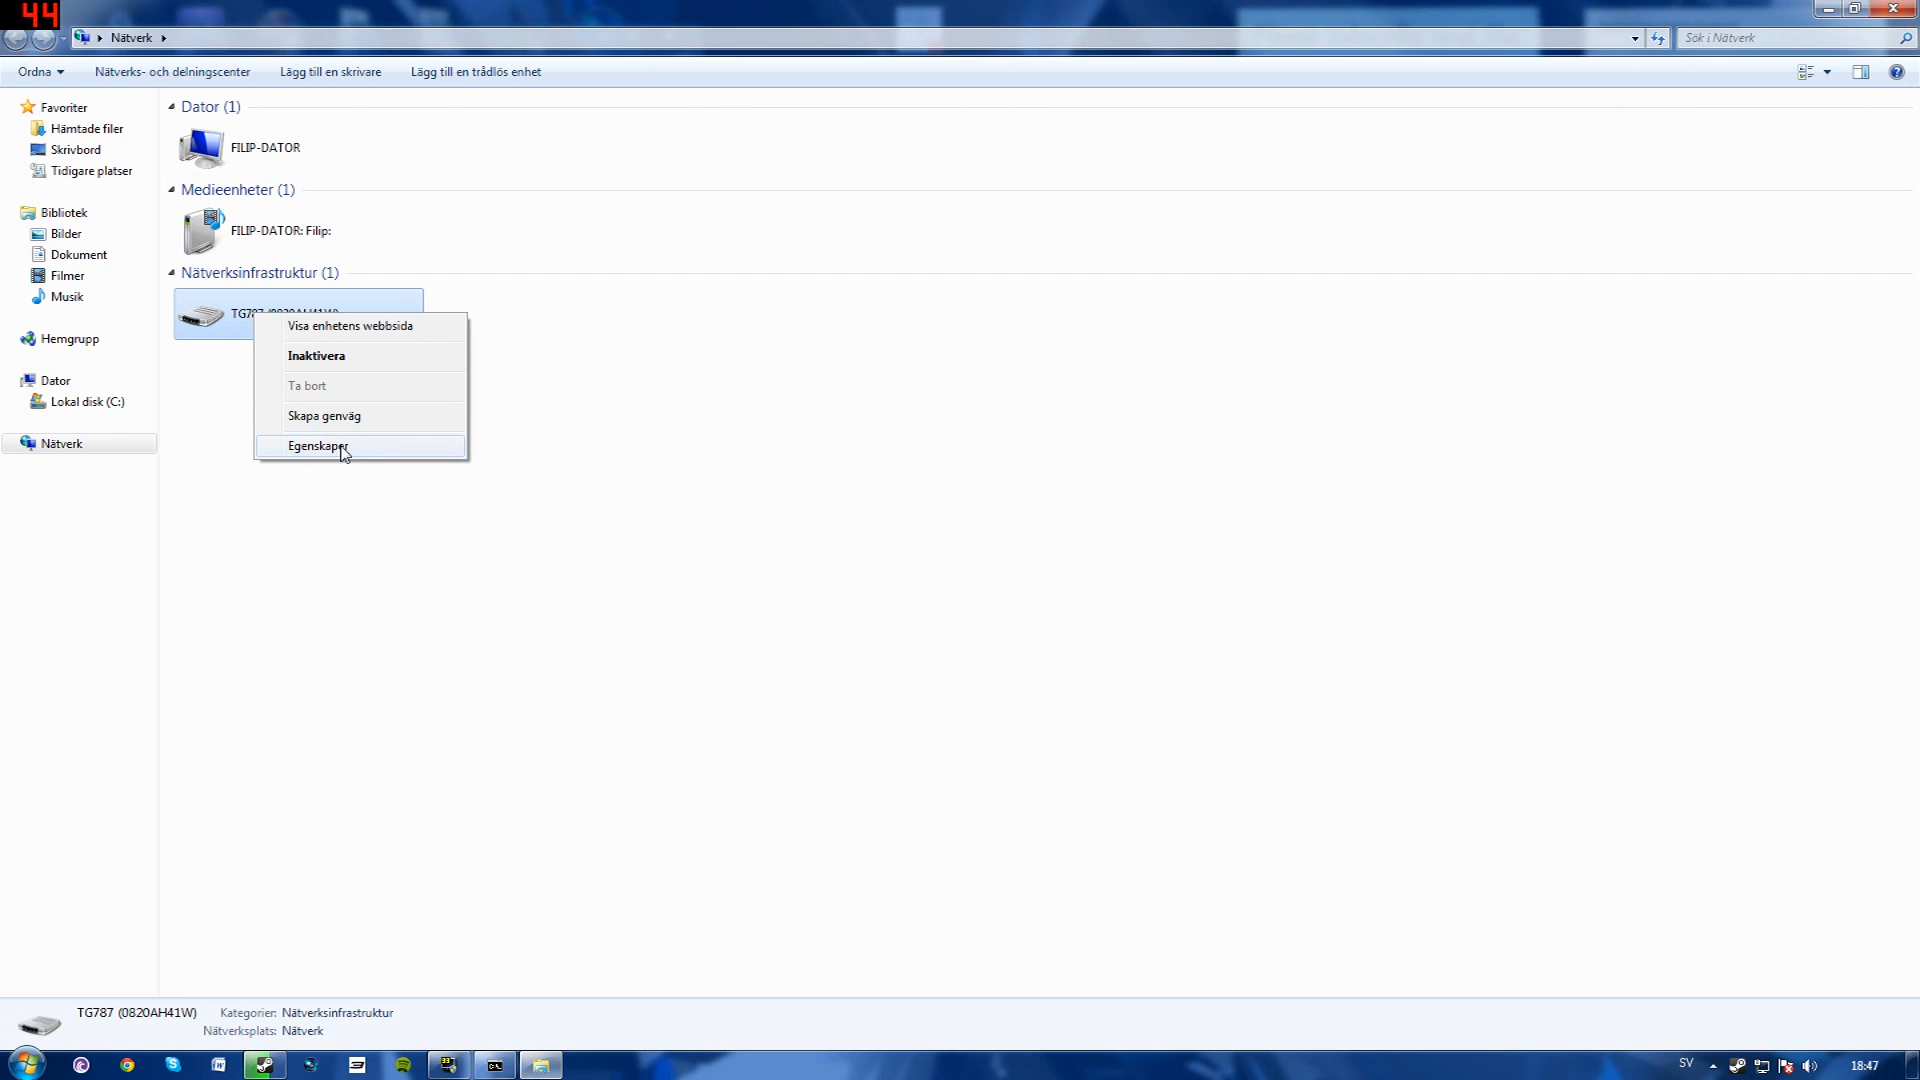 44
Nätverk
Sök i Nätverk
Ordna
Nätverks- och delningscenter
Lägg till en skrivare
Lägg till en trådlös enhet
Favoriter
Hämtade filer
Skrivbord
Tidigare platser
Bibliotek
Bilder
Dokument
Filmer
Musik
Hemgrupp
Dator
Lokal disk (C:)
Nätverk
Dator (1)
FILIP-DATOR
Medieenheter (1)
FILIP-DATOR: Filip:
Nätverksinfrastruktur (1)
TG787 (0820AH41W)
Visa enhetens webbsida
Inaktivera
Ta bort
Skapa genväg
Egenskaper
TG787 (0820AH41W) Kategorier: Nätverksinfrastruktur
Nätverksplats: Nätverk
SV
18:47